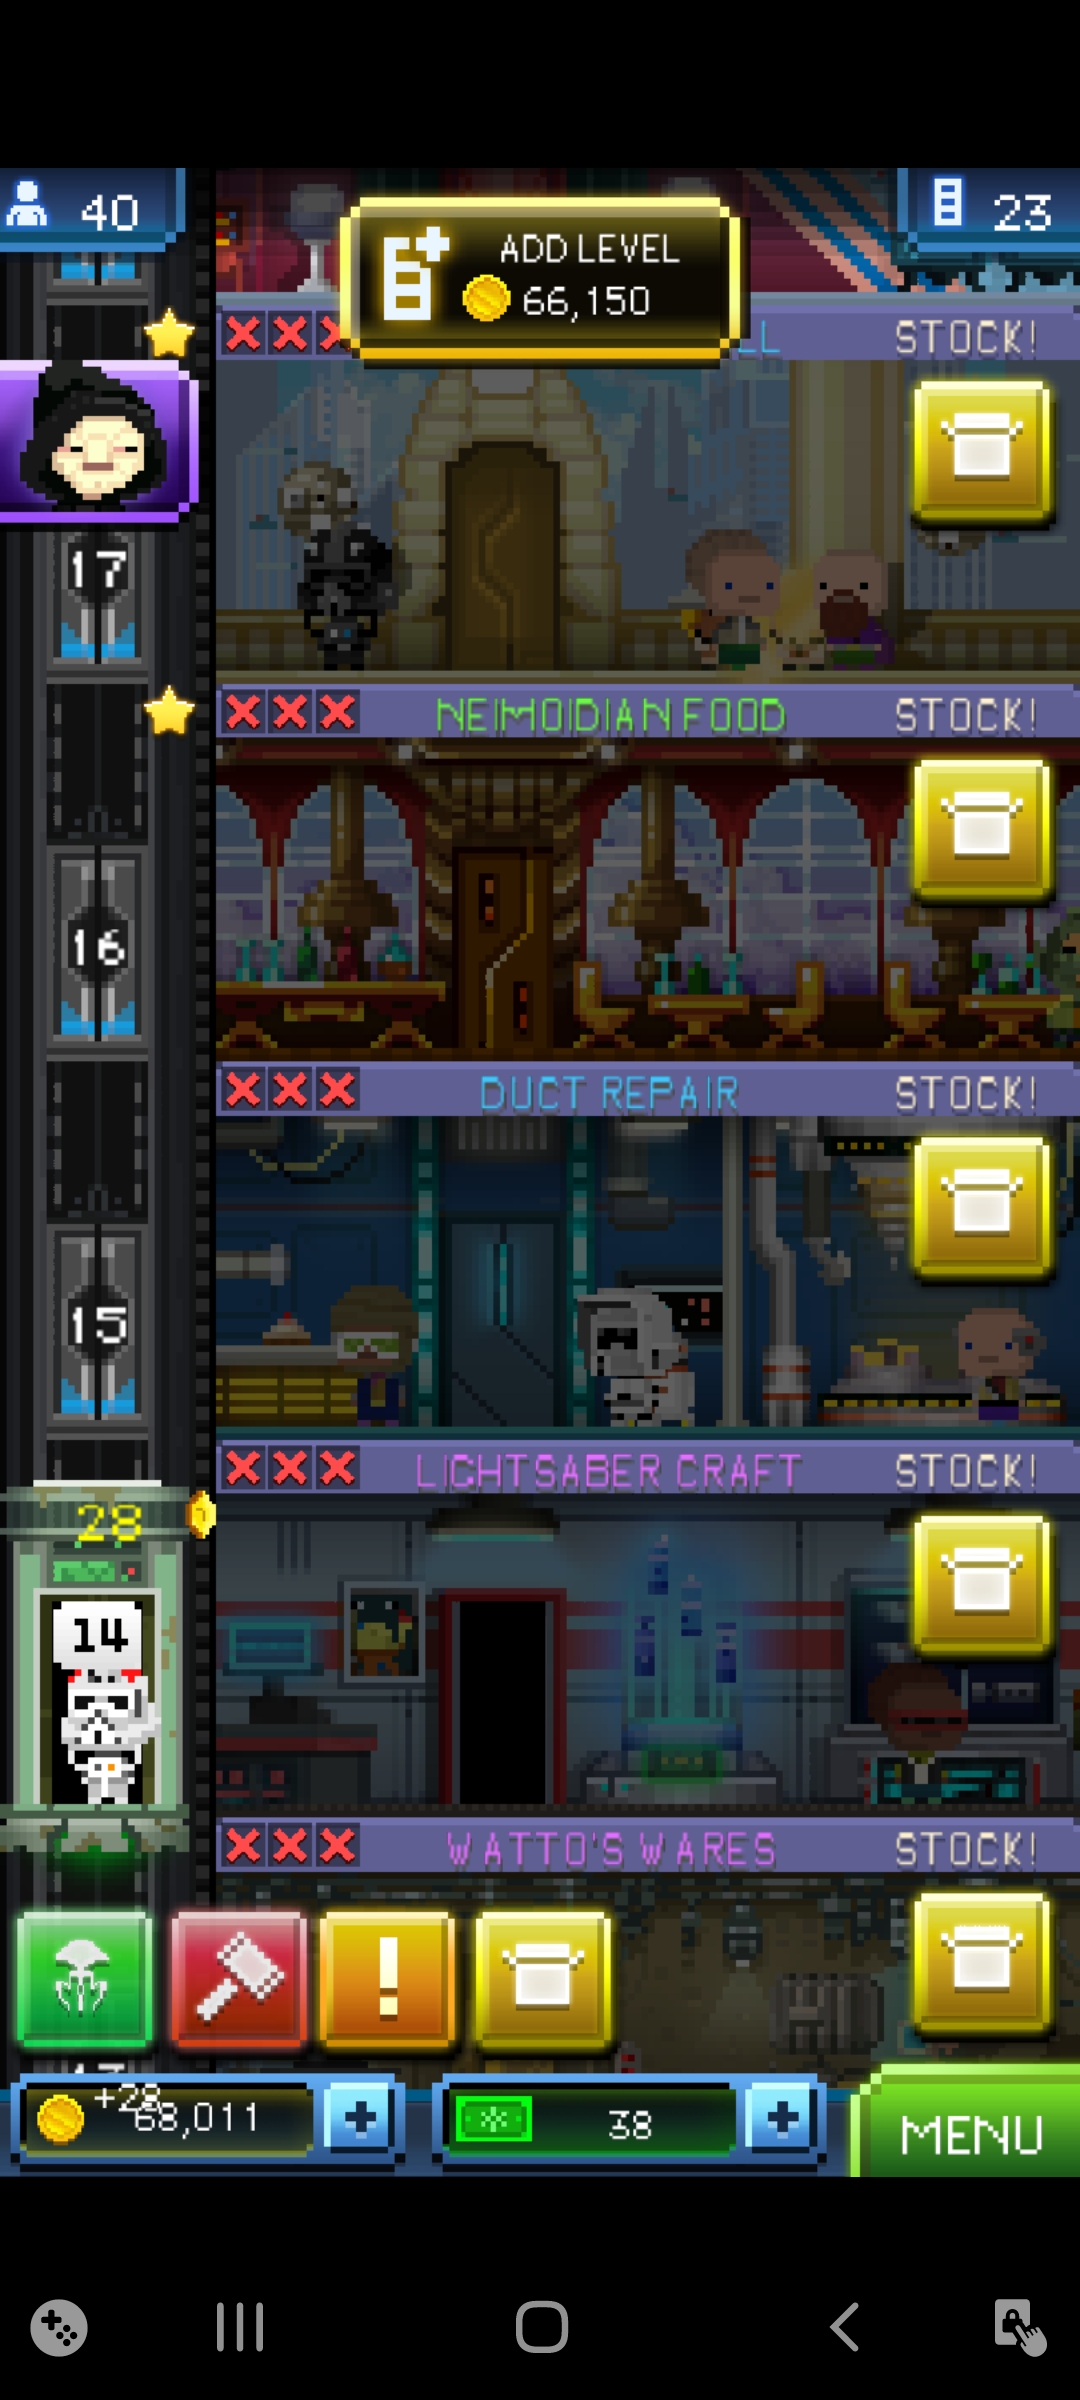 40
23
ADD LEVEL
66,150
LL STOCK!
17
NEIMOIDIAN FOOD STOCK!
16
DUCT REPAIR STOCK!
15
LIGHTSABER CRAFT STOCK!
28
14
WATTO'S WARES STOCK!
!
+28
68,011
38
MENU